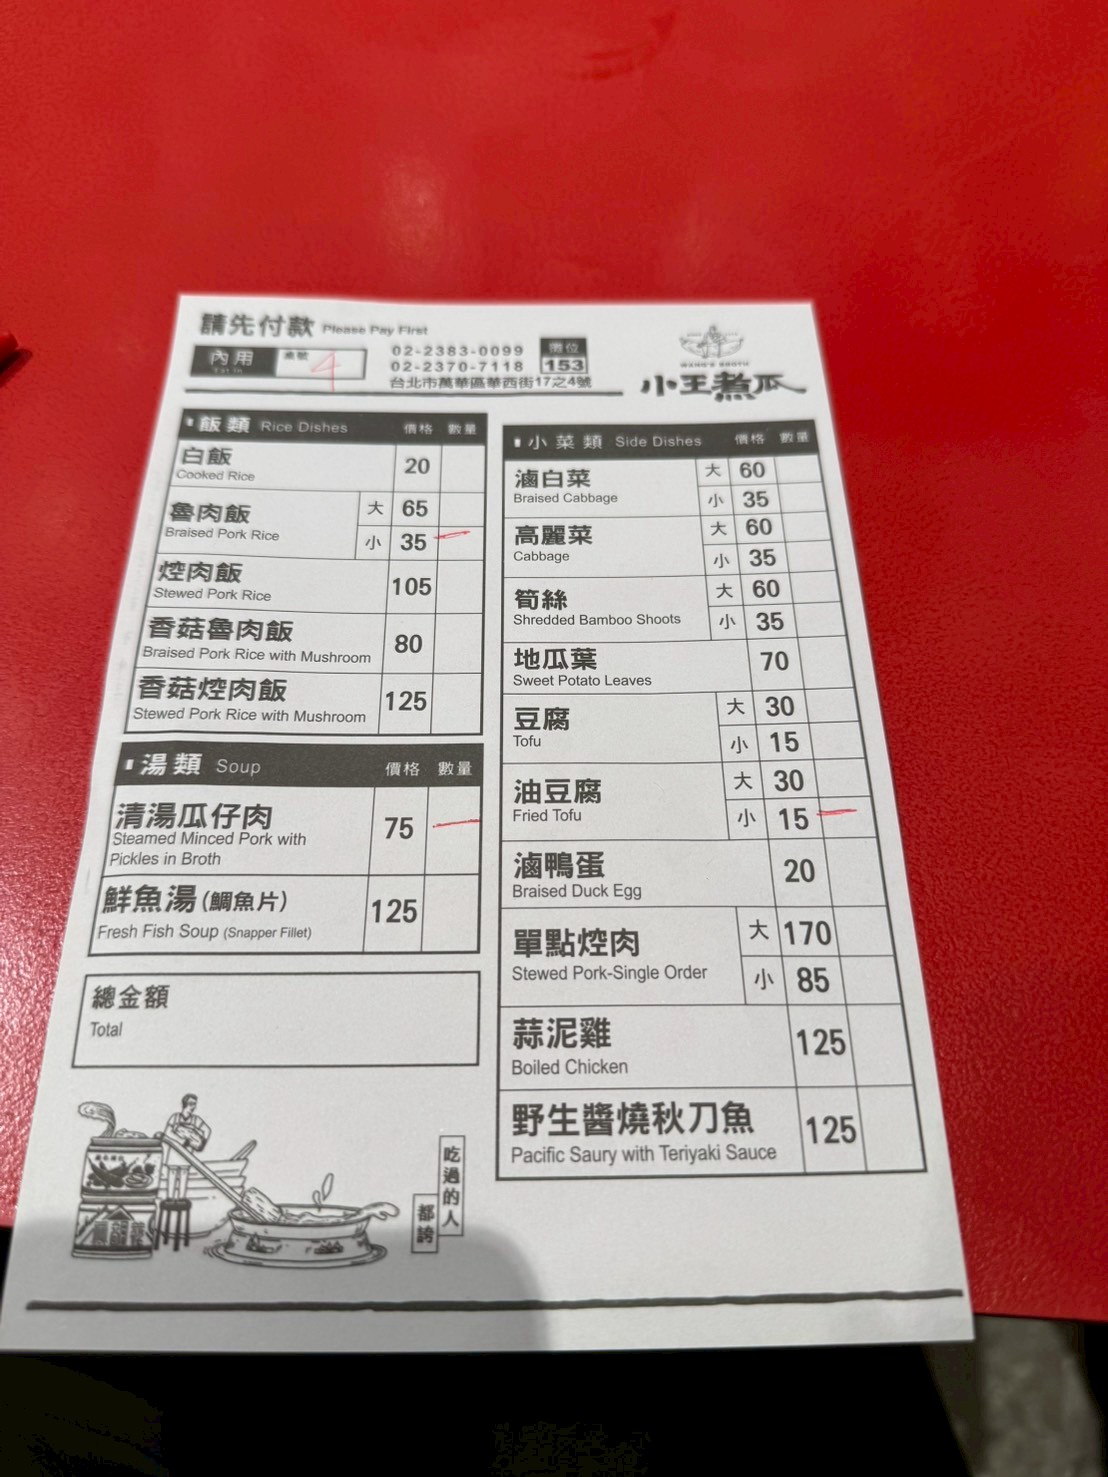 請先付款 Please Pay First
內用 Eat In 桌號 4
02-2383-0099
02-2370-7118
台北市萬華區華西街17之4號
攤位
153
WANG'S BROTH
小王煮瓜
飯類 Rice Dishes 價格 數量
白飯 20
Cooked Rice
魯肉飯 大 65
Braised Pork Rice 小 35 一
焢肉飯 105
Stewed Pork Rice
香菇魯肉飯 80
Braised Pork Rice with Mushroom
香菇焢肉飯 125
Stewed Pork Rice with Mushroom
湯類 Soup 價格 數量
清湯瓜仔肉 75 一
Steamed Minced Pork with
Pickles in Broth
鮮魚湯(鯛魚片) 125
Fresh Fish Soup (Snapper Fillet)
總金額
Total
小菜類 Side Dishes 價格 數量
滷白菜 大 60
Braised Cabbage 小 35
高麗菜 大 60
Cabbage 小 35
筍絲 大 60
Shredded Bamboo Shoots 小 35
地瓜葉 70
Sweet Potato Leaves
豆腐 大 30
Tofu 小 15
油豆腐 大 30
Fried Tofu 小 15 一
滷鴨蛋 20
Braised Duck Egg
單點焢肉 大 170
Stewed Pork-Single Order 小 85
蒜泥雞 125
Boiled Chicken
野生醬燒秋刀魚 125
Pacific Saury with Teriyaki Sauce
吃過的人
都誇